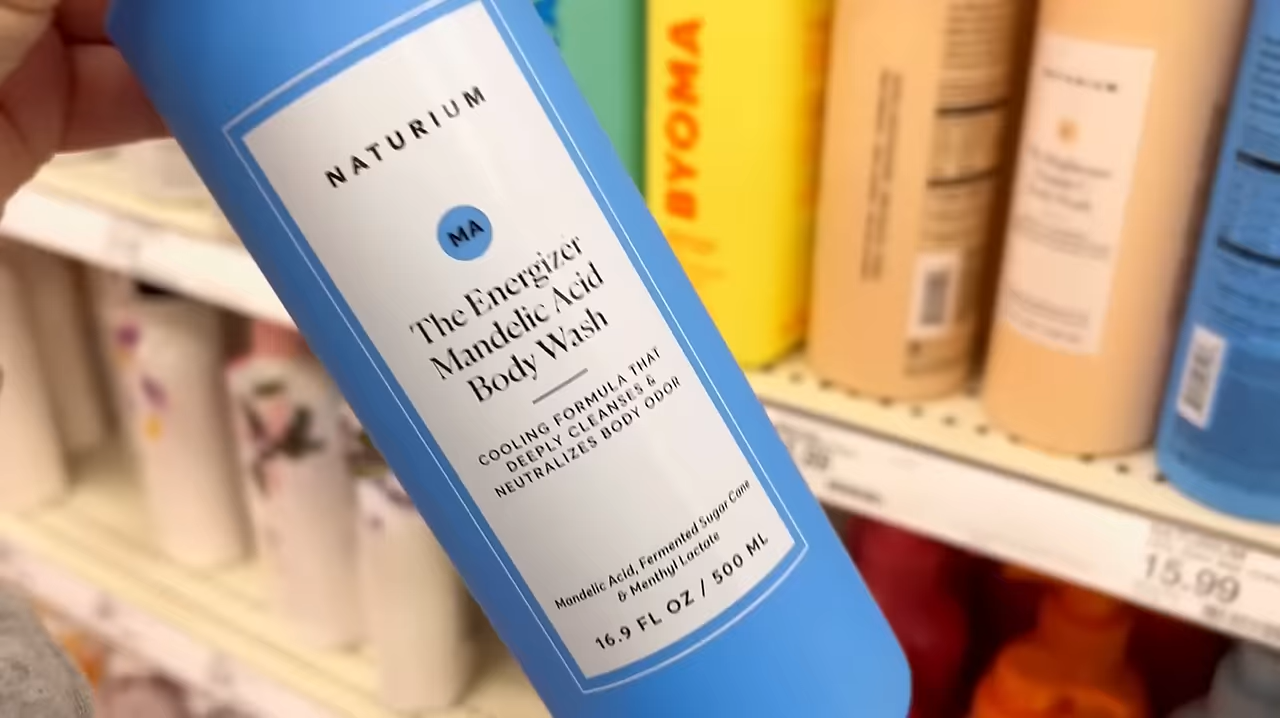 NATURIUM
MA
The Energizer
Mandelic Acid
Body Wash
COOLING FORMULA THAT
DEEPLY CLEANSES &
NEUTRALIZES BODY ODOR
Mandelic Acid, Fermented Sugar Cane
& Menthyl Lactate
16.9 FL OZ / 500 ML
BYOMA
15.99